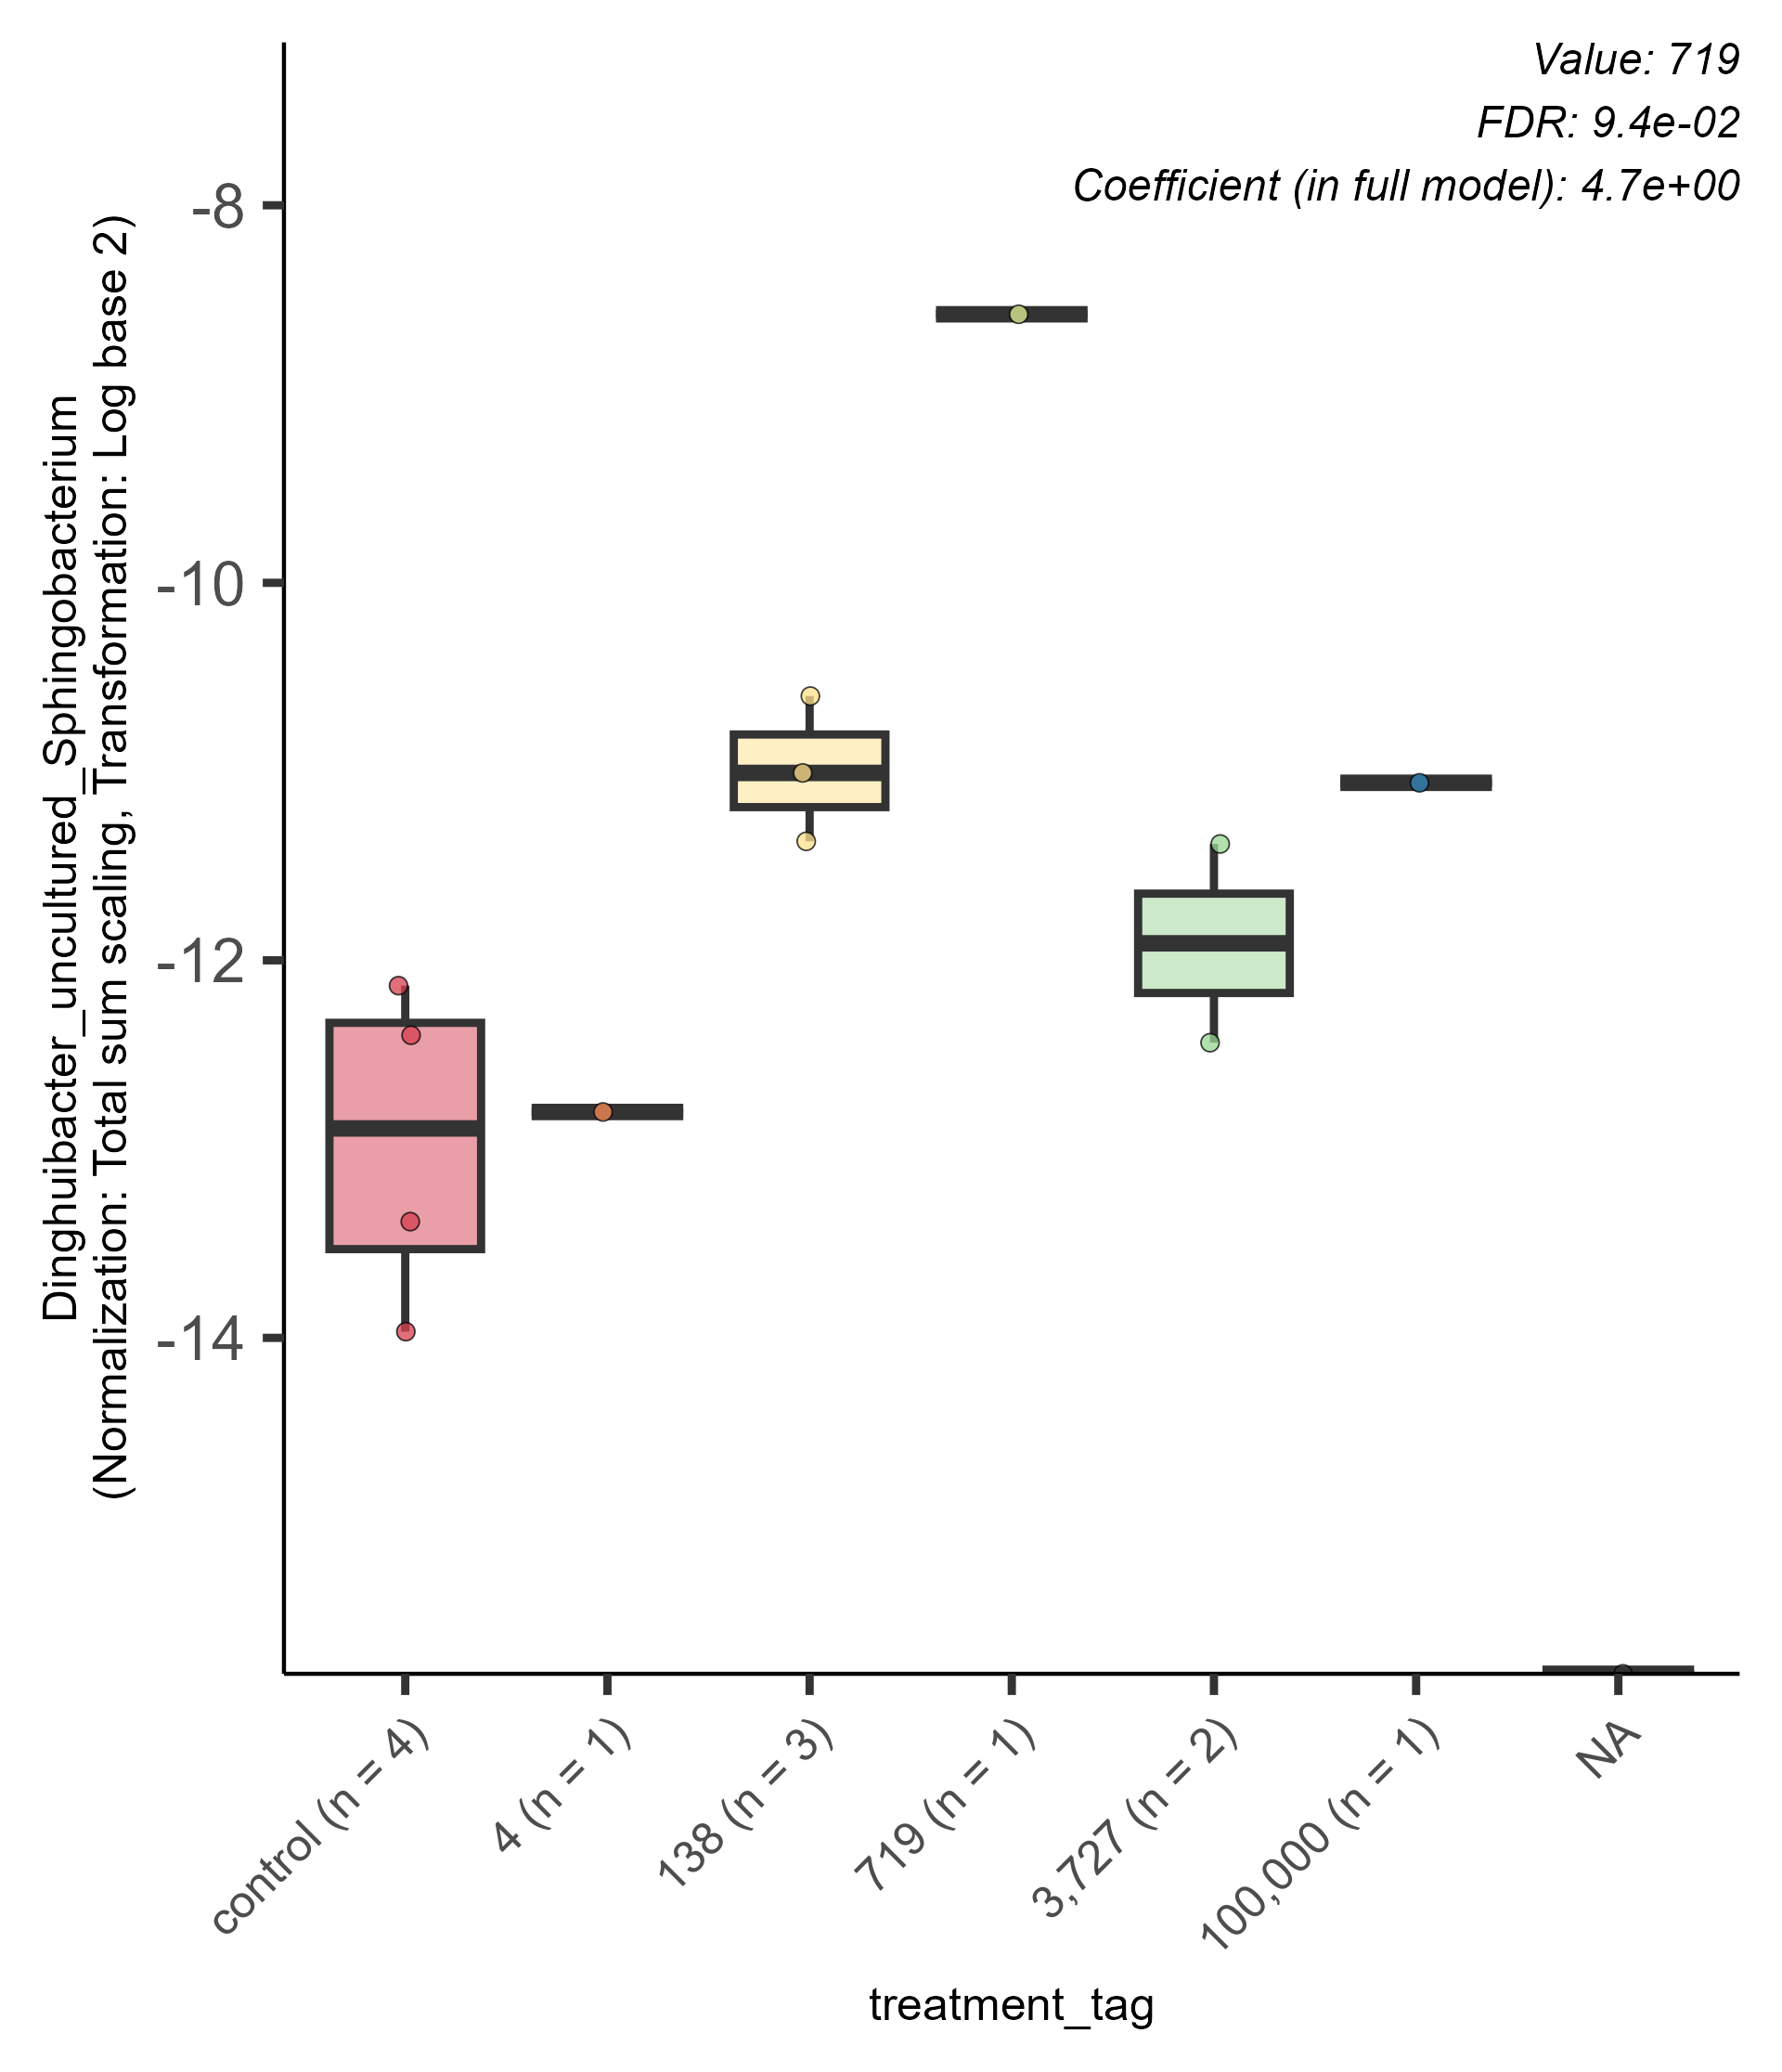 Value: 719
FDR: 9.4e-02
Coefficient (in full model): 4.7e+00
Dinghuibacter_uncultured_Sphingobacterium
(Normalization: Total sum scaling, Transformation: Log base 2)
-8
-10
-12
-14
control (n = 4)
4 (n = 1)
138 (n = 3)
719 (n = 1)
3,727 (n = 2)
100,000 (n = 1)
NA
treatment_tag